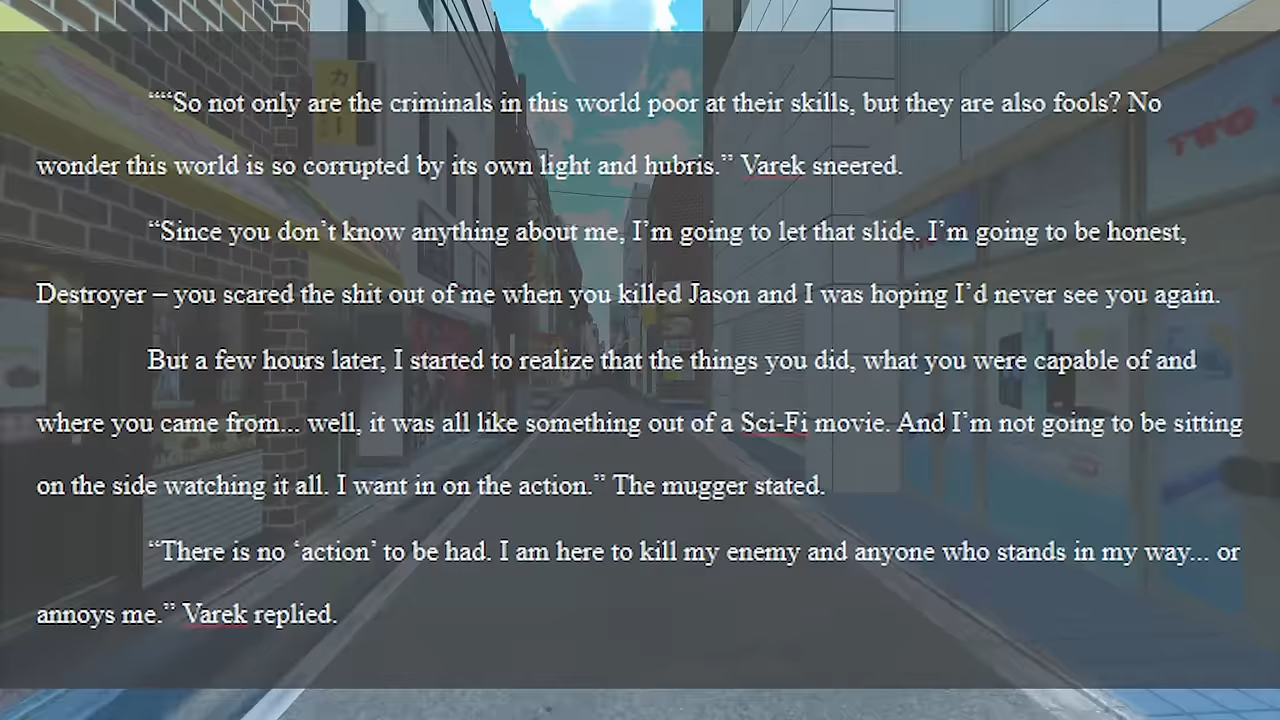 ““So not only are the criminals in this world poor at their skills, but they are also fools? No
wonder this world is so corrupted by its own light and hubris.” Varek sneered.
“Since you don’t know anything about me, I’m going to let that slide. I’m going to be honest,
Destroyer – you scared the shit out of me when you killed Jason and I was hoping I’d never see you again.
But a few hours later, I started to realize that the things you did, what you were capable of and
where you came from... well, it was all like something out of a Sci-Fi movie. And I’m not going to be sitting
on the side watching it all. I want in on the action.” The mugger stated.
“There is no ‘action’ to be had. I am here to kill my enemy and anyone who stands in my way... or
annoys me.” Varek replied.
TWO